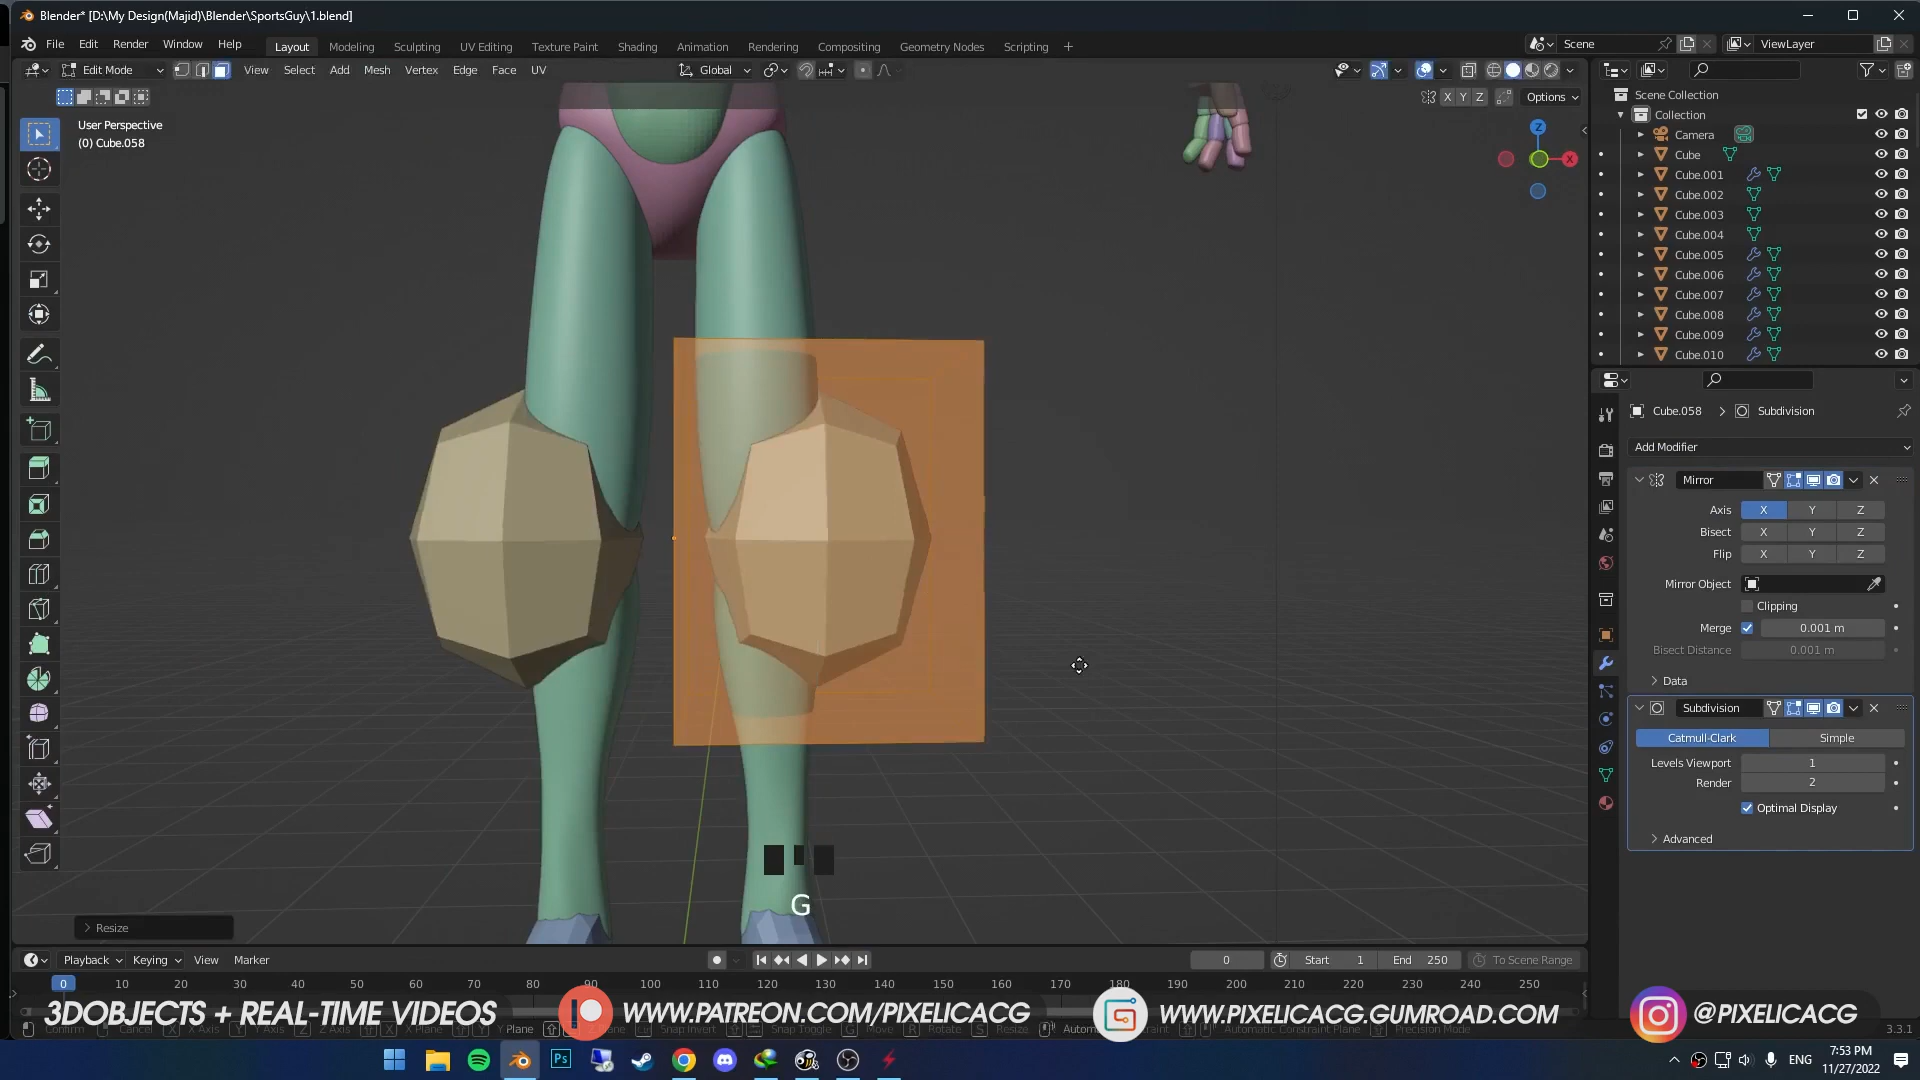 Blender* [D:\My Design(Majid)\Blender\SportsGuy\1.blend]
File Edit Render Window Help Layout Modeling Sculpting UV Editing Texture Paint Shading Animation Rendering Compositing Geometry Nodes Scripting + Scene ViewLayer
Edit Mode View Select Add Mesh Vertex Edge Face UV Global
X Y Z Options
User Perspective
(0) Cube.058
Z
X
Scene Collection
Collection
Camera
Cube
Cube.001
Cube.002
Cube.003
Cube.004
Cube.005
Cube.006
Cube.007
Cube.008
Cube.009
Cube.010
Cube.058 > Subdivision
Add Modifier
Mirror
Axis X Y Z
Bisect X Y Z
Flip X Y Z
Mirror Object
Clipping
Merge 0.001 m
Bisect Distance 0.001 m
> Data
Subdivision
Catmull-Clark Simple
Levels Viewport 1
Render 2
Optimal Display
> Advanced
G
> Resize
Playback Keying View Marker 0 Start 1 End 250 To Scene Range
0 20 30 40 50 60 70 80 90 100 110 120 130 140 150 160 170 180 190 200 210 220 230 240 250
3DOBJECTS + REAL-TIME VIDEOS WWW.PATREON.COM/PIXELICACG WWW.PIXELICACG.GUMROAD.COM @PIXELICACG
3.3.1
Ps
ENG
7:53 PM
11/27/2022